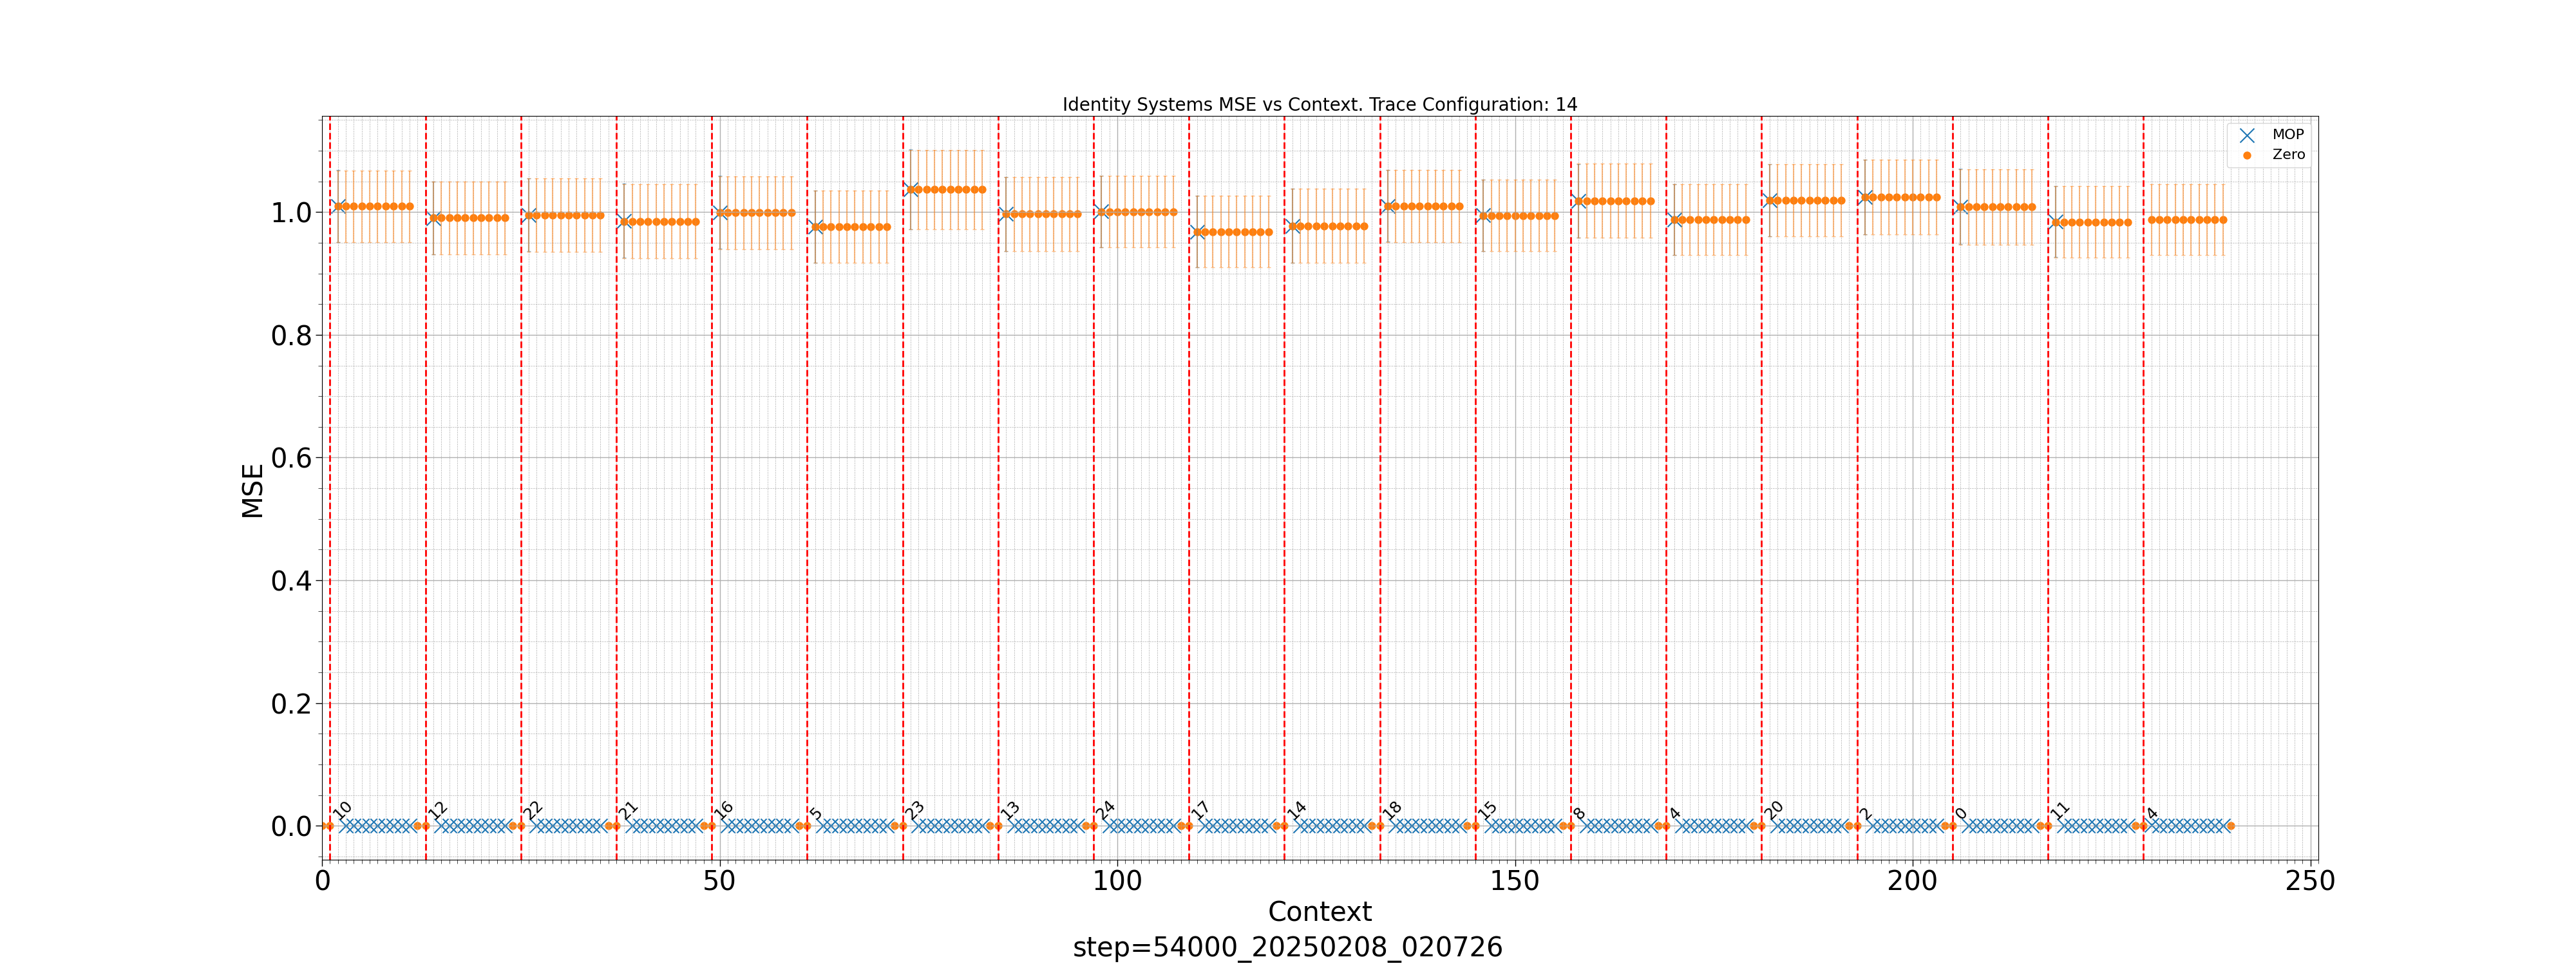 Identity Systems MSE vs Context. Trace Configuration: 14
MOP
Zero
1.0
0.8
0.6
0.4
0.2
0.0
MSE
10 12 22 21 16 5 23 13 24 17 14 18 15 8 4 20 2 0 11 4
0 50 100 150 200 250
Context
step=54000_20250208_020726